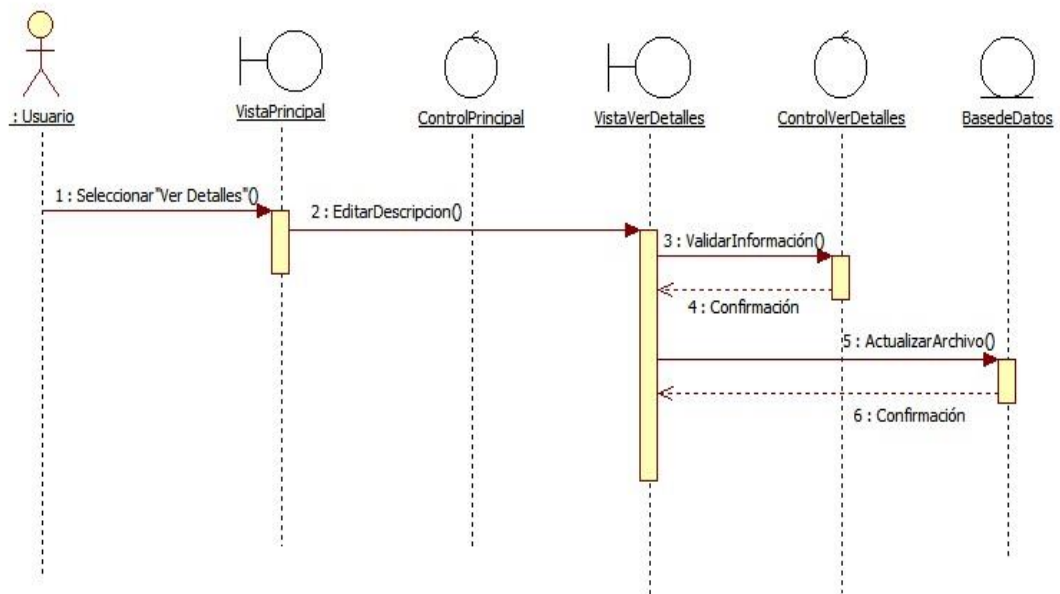 : Usuario
VistaPrincipal
ControlPrincipal
VistaVerDetalles
ControlVerDetalles
BasedeDatos
1 : Seleccionar"Ver Detalles"()
2 : EditarDescripcion()
3 : ValidarInformación()
4 : Confirmación
5 : ActualizarArchivo()
6 : Confirmación